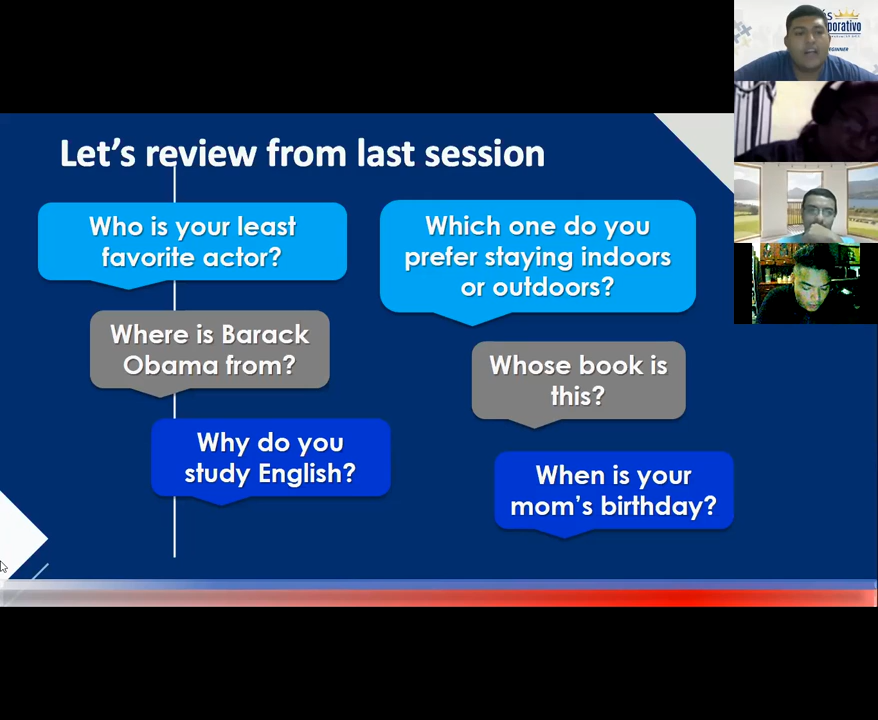 Let's review from last session
Who is your least
favorite actor?
Where is Barack
Obama from?
Why do you
study English?
Which one do you
prefer staying indoors
or outdoors?
Whose book is
this?
When is your
mom's birthday?